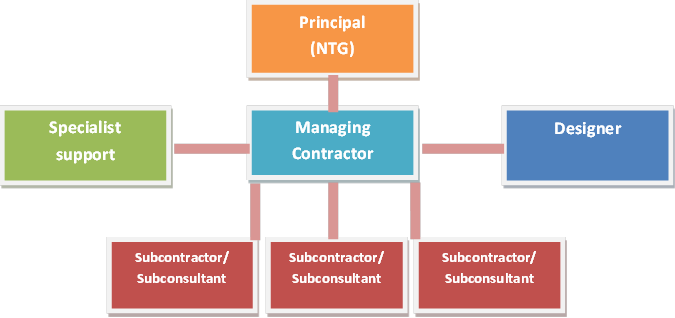 Principal
(NTG)
Specialist
support
Managing
Contractor
Designer
Subcontractor/
Subconsultant
Subcontractor/
Subconsultant
Subcontractor/
Subconsultant